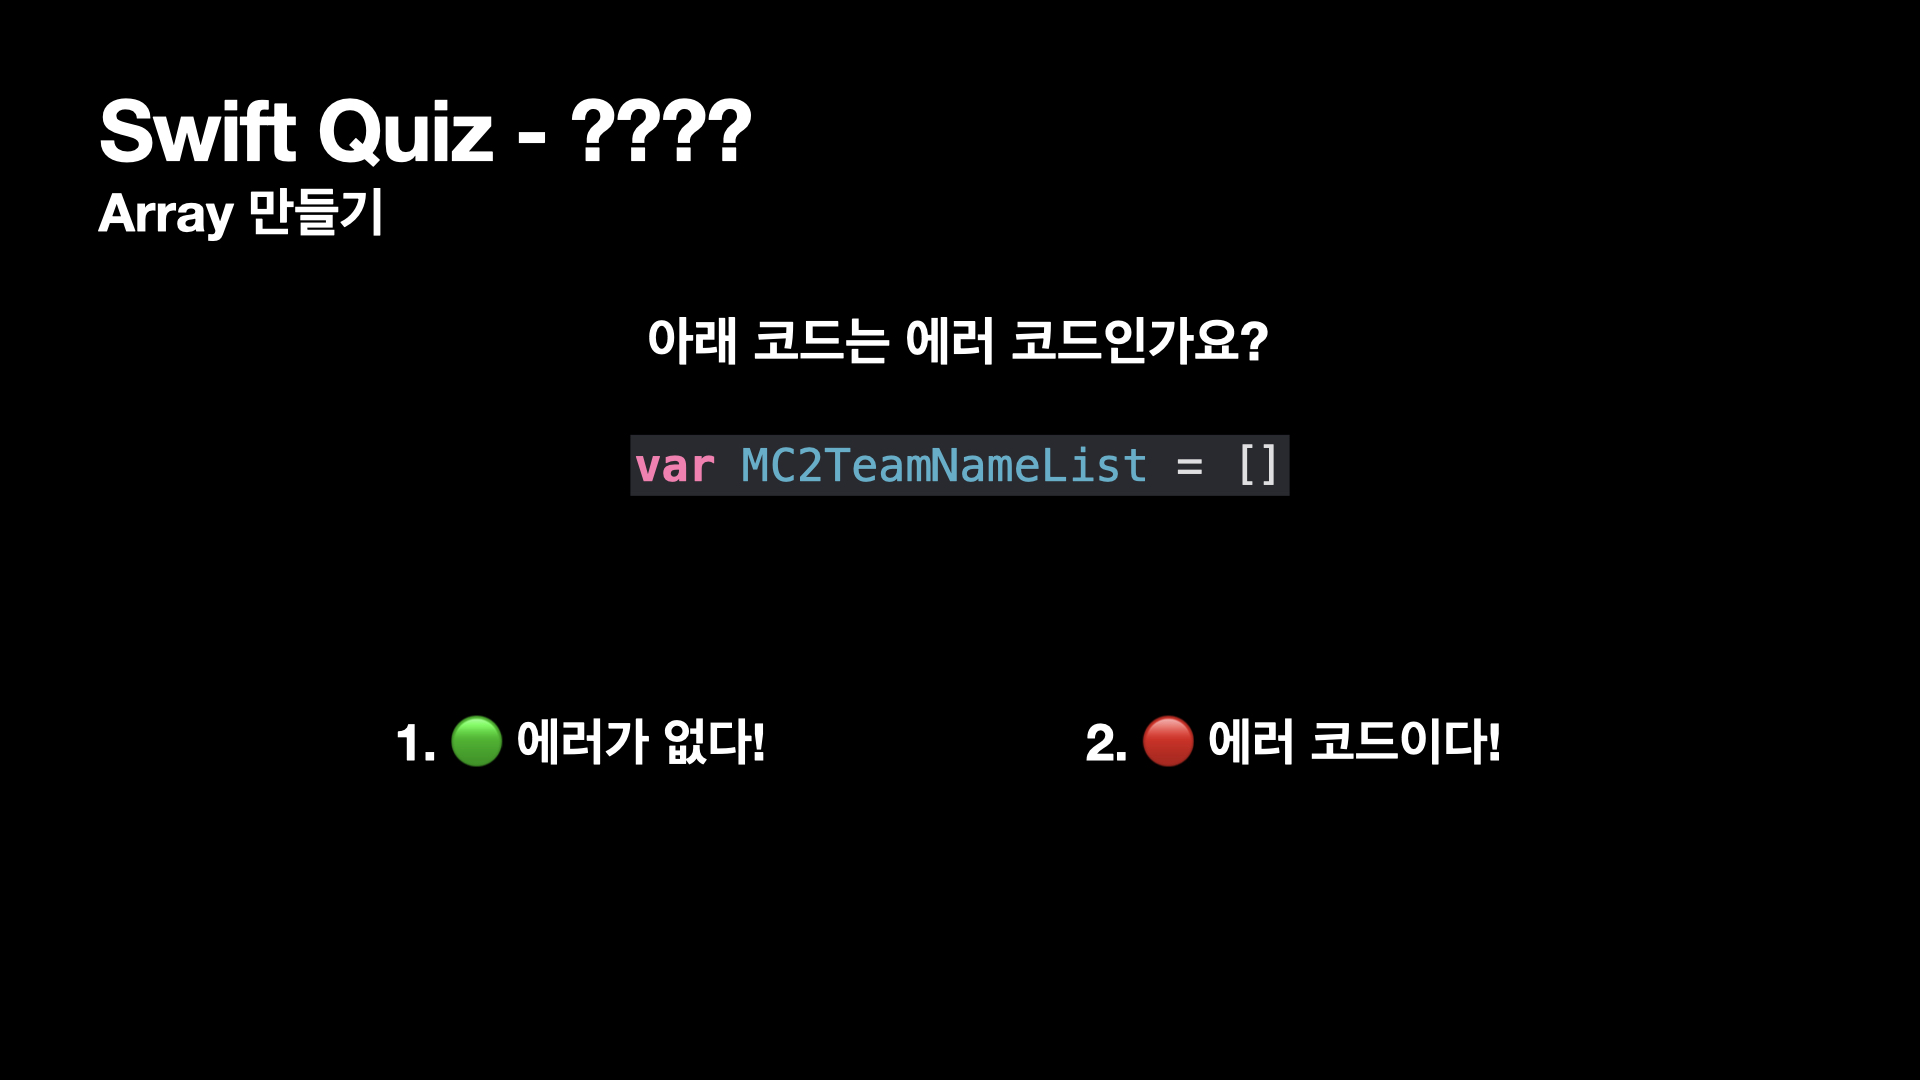 Swift Quiz - ????
Array 만들기
아래 코드는 에러 코드인가요?
var MC2TeamNameList = []
1. 🟢 에러가 없다!
2. 🔴 에러 코드이다!